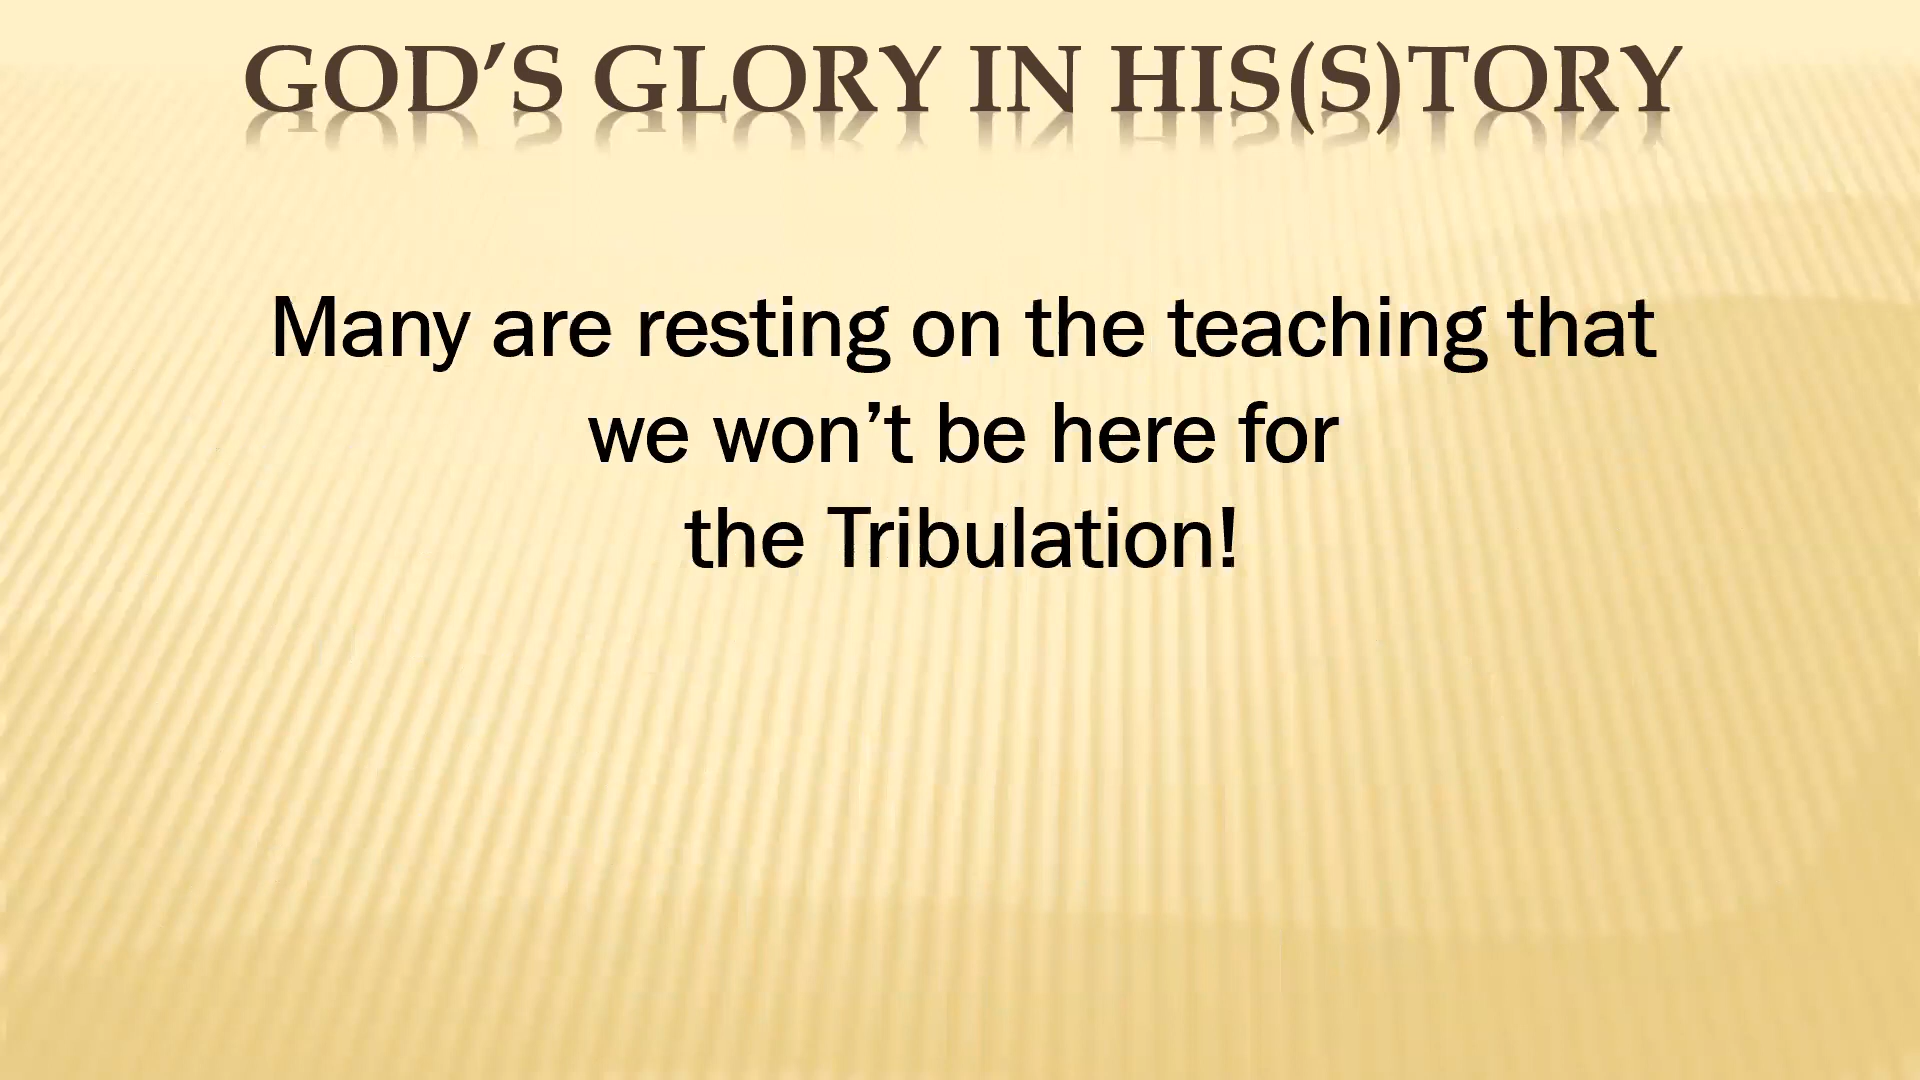 GOD’S GLORY IN HIS(S)TORY
Many are resting on the teaching that
we won’t be here for
the Tribulation!